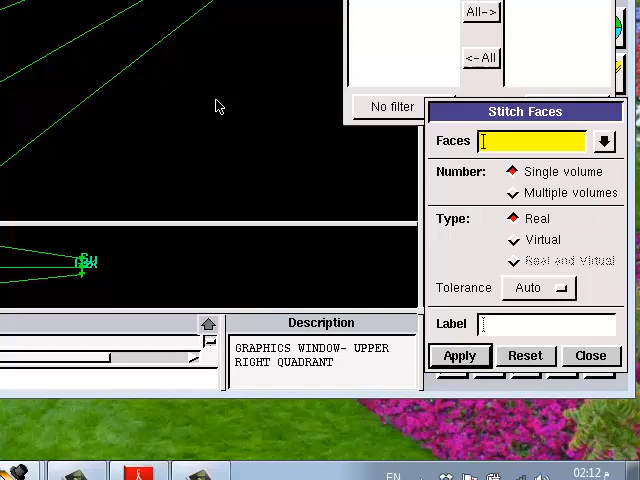 All-->
<--All
No filter
Stitch Faces
Faces
Number:
Single volume
Multiple volumes
Type:
Real
Virtual
Real and Virtual
Tolerance
Auto
Label
Apply
Reset
Close
Description
GRAPHICS WINDOW- UPPER
RIGHT QUADRANT
EN
02:12 م